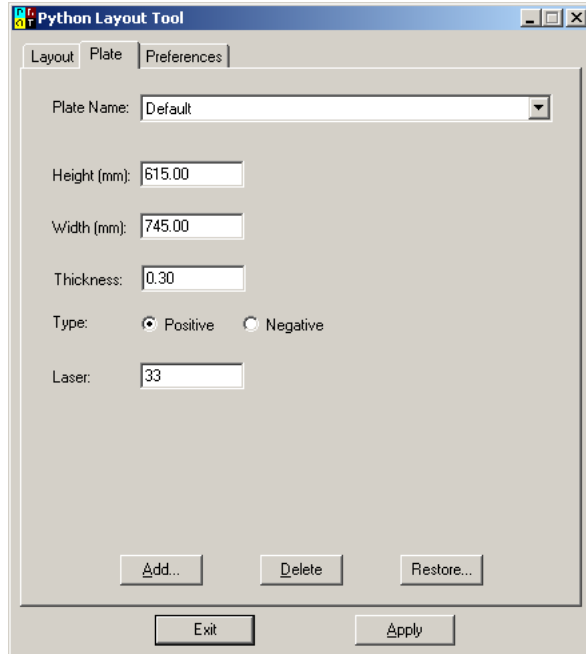 Python Layout Tool
Layout Plate Preferences
Plate Name: Default
Height (mm): 615.00
Width (mm): 745.00
Thickness: 0.30
Type: Positive Negative
Laser: 33
Add... Delete Restore...
Exit Apply